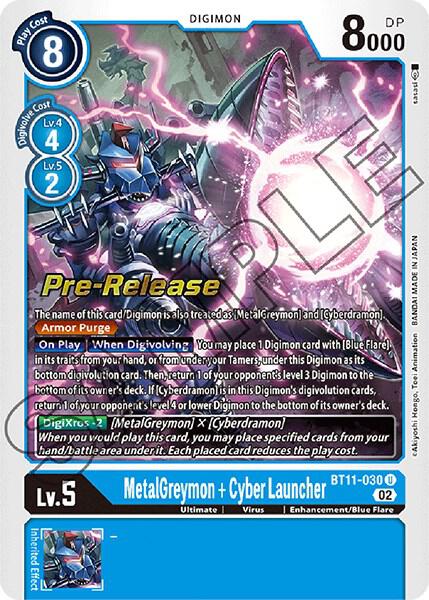 Play Cost
8
DIGIMON
DP
8000
Digivolve Cost
Lv.4
4
Lv.5
2
SAMPLE
Pre-Release
The name of this card/Digimon is also treated as [MetalGreymon] and [Cyberdramon].
Armor Purge
On Play When Digivolving You may place 1 Digimon card with [Blue Flare]
in its traits from your hand, or from under your Tamers, under this Digimon as its
bottom digivolution card. Then, return 1 of your opponent's level 3 Digimon to the
bottom of its owner's deck. If [Cyberdramon] is in this Digimon's digivolution cards,
return 1 of your opponent's level 4 or lower Digimon to the bottom of its owner's deck.
DigiXros -2 [MetalGreymon] × [Cyberdramon]
When you would play this card, you may place specified cards from your
hand/battle area under it. Each placed card reduces the play cost.
sasasi
©Akiyoshi Hongo, Toei Animation BANDAI MADE IN JAPAN
Lv.5
MetalGreymon + Cyber Launcher
BT11-030 U
02
Ultimate | Virus | Enhancement/Blue Flare
Inherited Effect
-